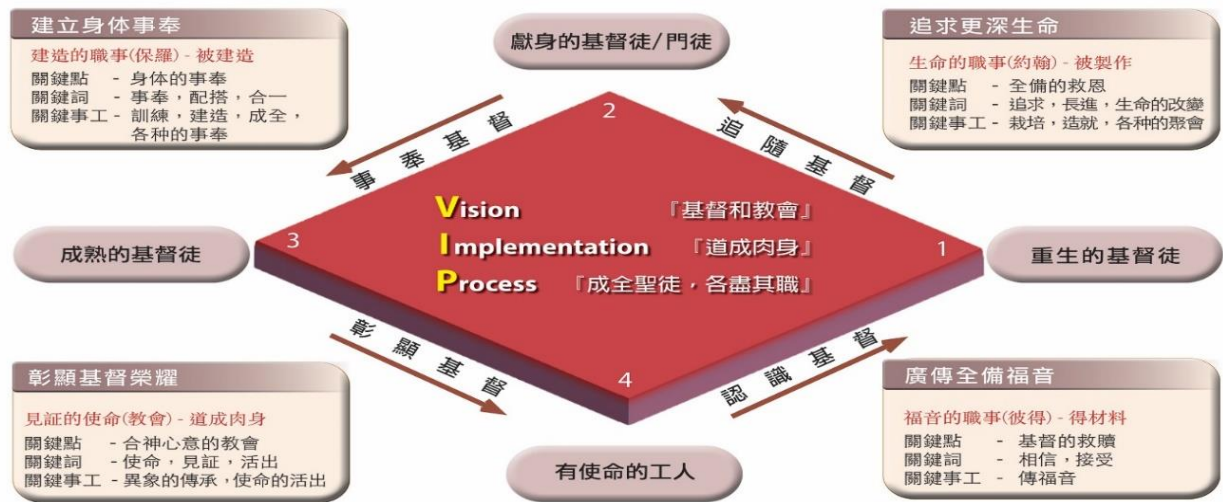 建立身体事奉
建造的職事(保羅) - 被建造
關鍵點 - 身体的事奉
關鍵詞 - 事奉，配搭，合一
關鍵事工 - 訓練，建造，成全，
各种的事奉
獻身的基督徒/門徒
追求更深生命
生命的職事(約翰) - 被製作
關鍵點 - 全備的救恩
關鍵詞 - 追求，長進，生命的改變
關鍵事工 - 栽培，造就，各种的聚會
2
事奉基督
追隨基督
Vision 『基督和教會』
Implementation 『道成肉身』
Process 『成全聖徒，各盡其職』
3
1
成熟的基督徒
重生的基督徒
彰顯基督
4
認識基督
彰顯基督榮耀
見証的使命(教會) - 道成肉身
關鍵點 - 合神心意的教會
關鍵詞 - 使命，見証，活出
關鍵事工 - 異象的傳承，使命的活出
有使命的工人
廣傳全備福音
福音的職事(彼得) - 得材料
關鍵點 - 基督的救贖
關鍵詞 - 相信，接受
關鍵事工 - 傳福音